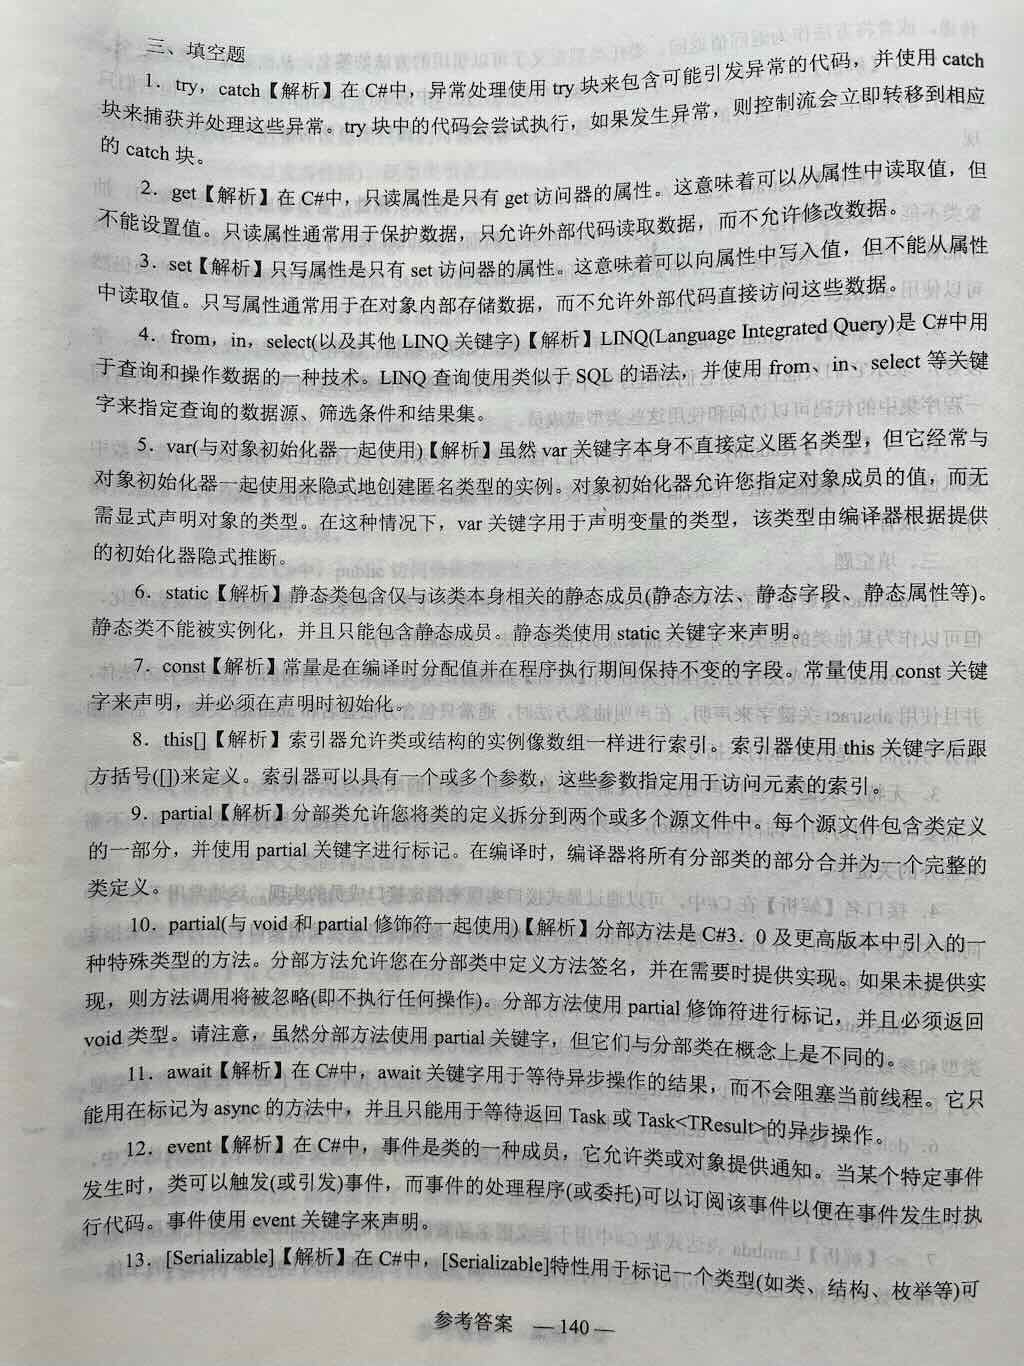 三、填空题
1．try，catch【解析】在 C#中，异常处理使用 try 块来包含可能引发异常的代码，并使用 catch
块来捕获并处理这些异常。try 块中的代码会尝试执行，如果发生异常，则控制流会立即转移到相应
的 catch 块。
2．get【解析】在 C#中，只读属性是只有 get 访问器的属性。这意味着可以从属性中读取值，但
不能设置值。只读属性通常用于保护数据，只允许外部代码读取数据，而不允许修改数据。
3．set【解析】只写属性是只有 set 访问器的属性。这意味着可以向属性中写入值，但不能从属性
中读取值。只写属性通常用于在对象内部存储数据，而不允许外部代码直接访问这些数据。
4．from，in，select(以及其他 LINQ 关键字)【解析】LINQ(Language Integrated Query)是 C#中用
于查询和操作数据的一种技术。LINQ 查询使用类似于 SQL 的语法，并使用 from、in、select 等关键
字来指定查询的数据源、筛选条件和结果集。
5．var(与对象初始化器一起使用)【解析】虽然 var 关键字本身不直接定义匿名类型，但它经常与
对象初始化器一起使用来隐式地创建匿名类型的实例。对象初始化器允许您指定对象成员的值，而无
需显式声明对象的类型。在这种情况下，var 关键字用于声明变量的类型，该类型由编译器根据提供
的初始化器隐式推断。
6．static【解析】静态类包含仅与该类本身相关的静态成员(静态方法、静态字段、静态属性等)。
静态类不能被实例化，并且只能包含静态成员。静态类使用 static 关键字来声明。
7．const【解析】常量是在编译时分配值并在程序执行期间保持不变的字段。常量使用 const 关键
字来声明，并必须在声明时初始化。
8．this[]【解析】索引器允许类或结构的实例像数组一样进行索引。索引器使用 this 关键字后跟
方括号([])来定义。索引器可以具有一个或多个参数，这些参数指定用于访问元素的索引。
9．partial【解析】分部类允许您将类的定义拆分到两个或多个源文件中。每个源文件包含类定义
的一部分，并使用 partial 关键字进行标记。在编译时，编译器将所有分部类的部分合并为一个完整的
类定义。
10．partial(与 void 和 partial 修饰符一起使用)【解析】分部方法是 C#3．0 及更高版本中引入的一
种特殊类型的方法。分部方法允许您在分部类中定义方法签名，并在需要时提供实现。如果未提供实
现，则方法调用将被忽略(即不执行任何操作)。分部方法使用 partial 修饰符进行标记，并且必须返回
void 类型。请注意，虽然分部方法使用 partial 关键字，但它们与分部类在概念上是不同的。
11．await【解析】在 C#中，await 关键字用于等待异步操作的结果，而不会阻塞当前线程。它只
能用在标记为 async 的方法中，并且只能用于等待返回 Task 或 Task<TResult>的异步操作。
12．event【解析】在 C#中，事件是类的一种成员，它允许类或对象提供通知。当某个特定事件
发生时，类可以触发(或引发)事件，而事件的处理程序(或委托)可以订阅该事件以便在事件发生时执
行代码。事件使用 event 关键字来声明。
13．[Serializable]【解析】在 C#中，[Serializable]特性用于标记一个类型(如类、结构、枚举等)可
参考答案 — 140 —